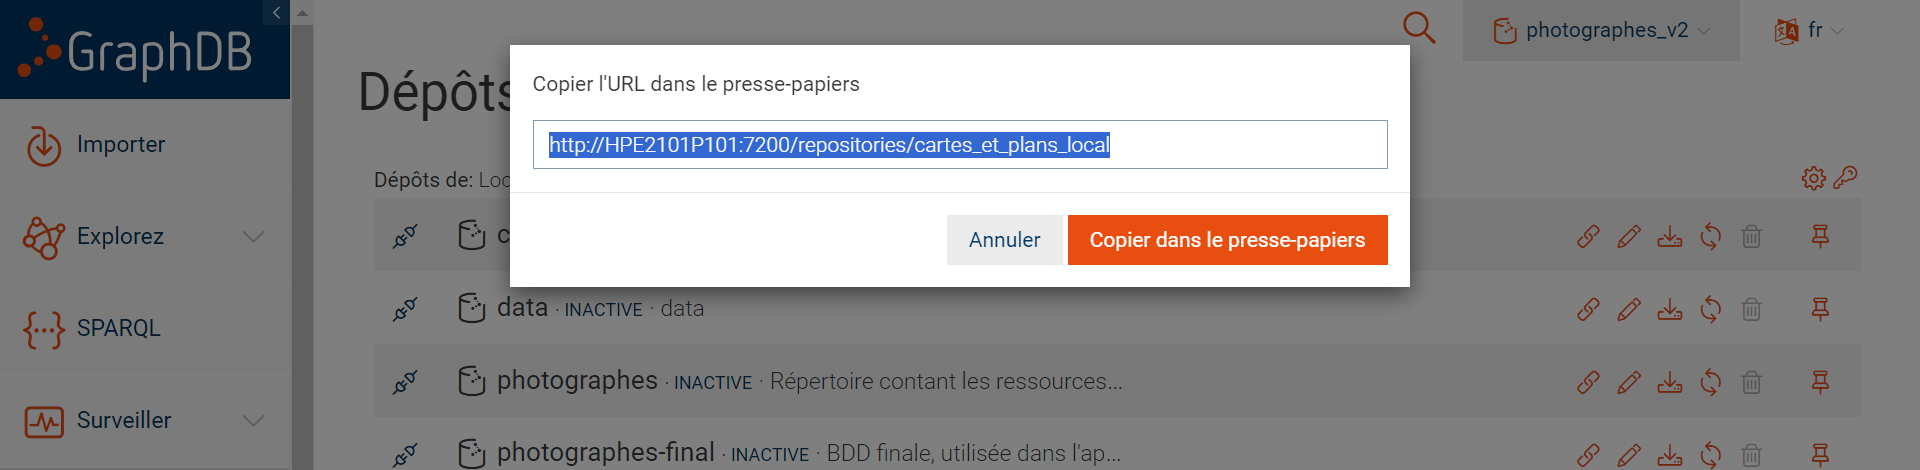 GraphDB
photographes_v2
fr
Dépôts
Copier l'URL dans le presse-papiers
http://HPE2101P101:7200/repositories/cartes_et_plans_local
Annuler
Copier dans le presse-papiers
Importer
Explorez
SPARQL
Surveiller
Dépôts de: Loc
c
data · INACTIVE · data
photographes · INACTIVE · Répertoire contant les ressources...
photographes-final · INACTIVE · BDD finale, utilisée dans l'ap...